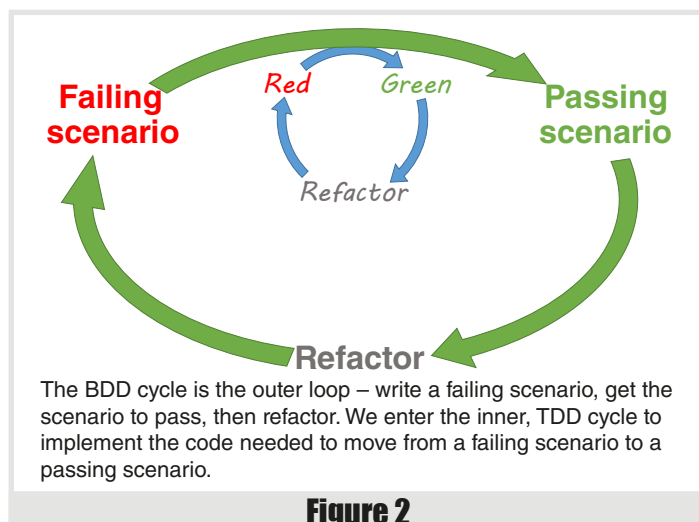 Red Green
Failing
scenario
Passing
scenario
Refactor
Refactor
The BDD cycle is the outer loop – write a failing scenario, get the
scenario to pass, then refactor. We enter the inner, TDD cycle to
implement the code needed to move from a failing scenario to a
passing scenario.
Figure 2